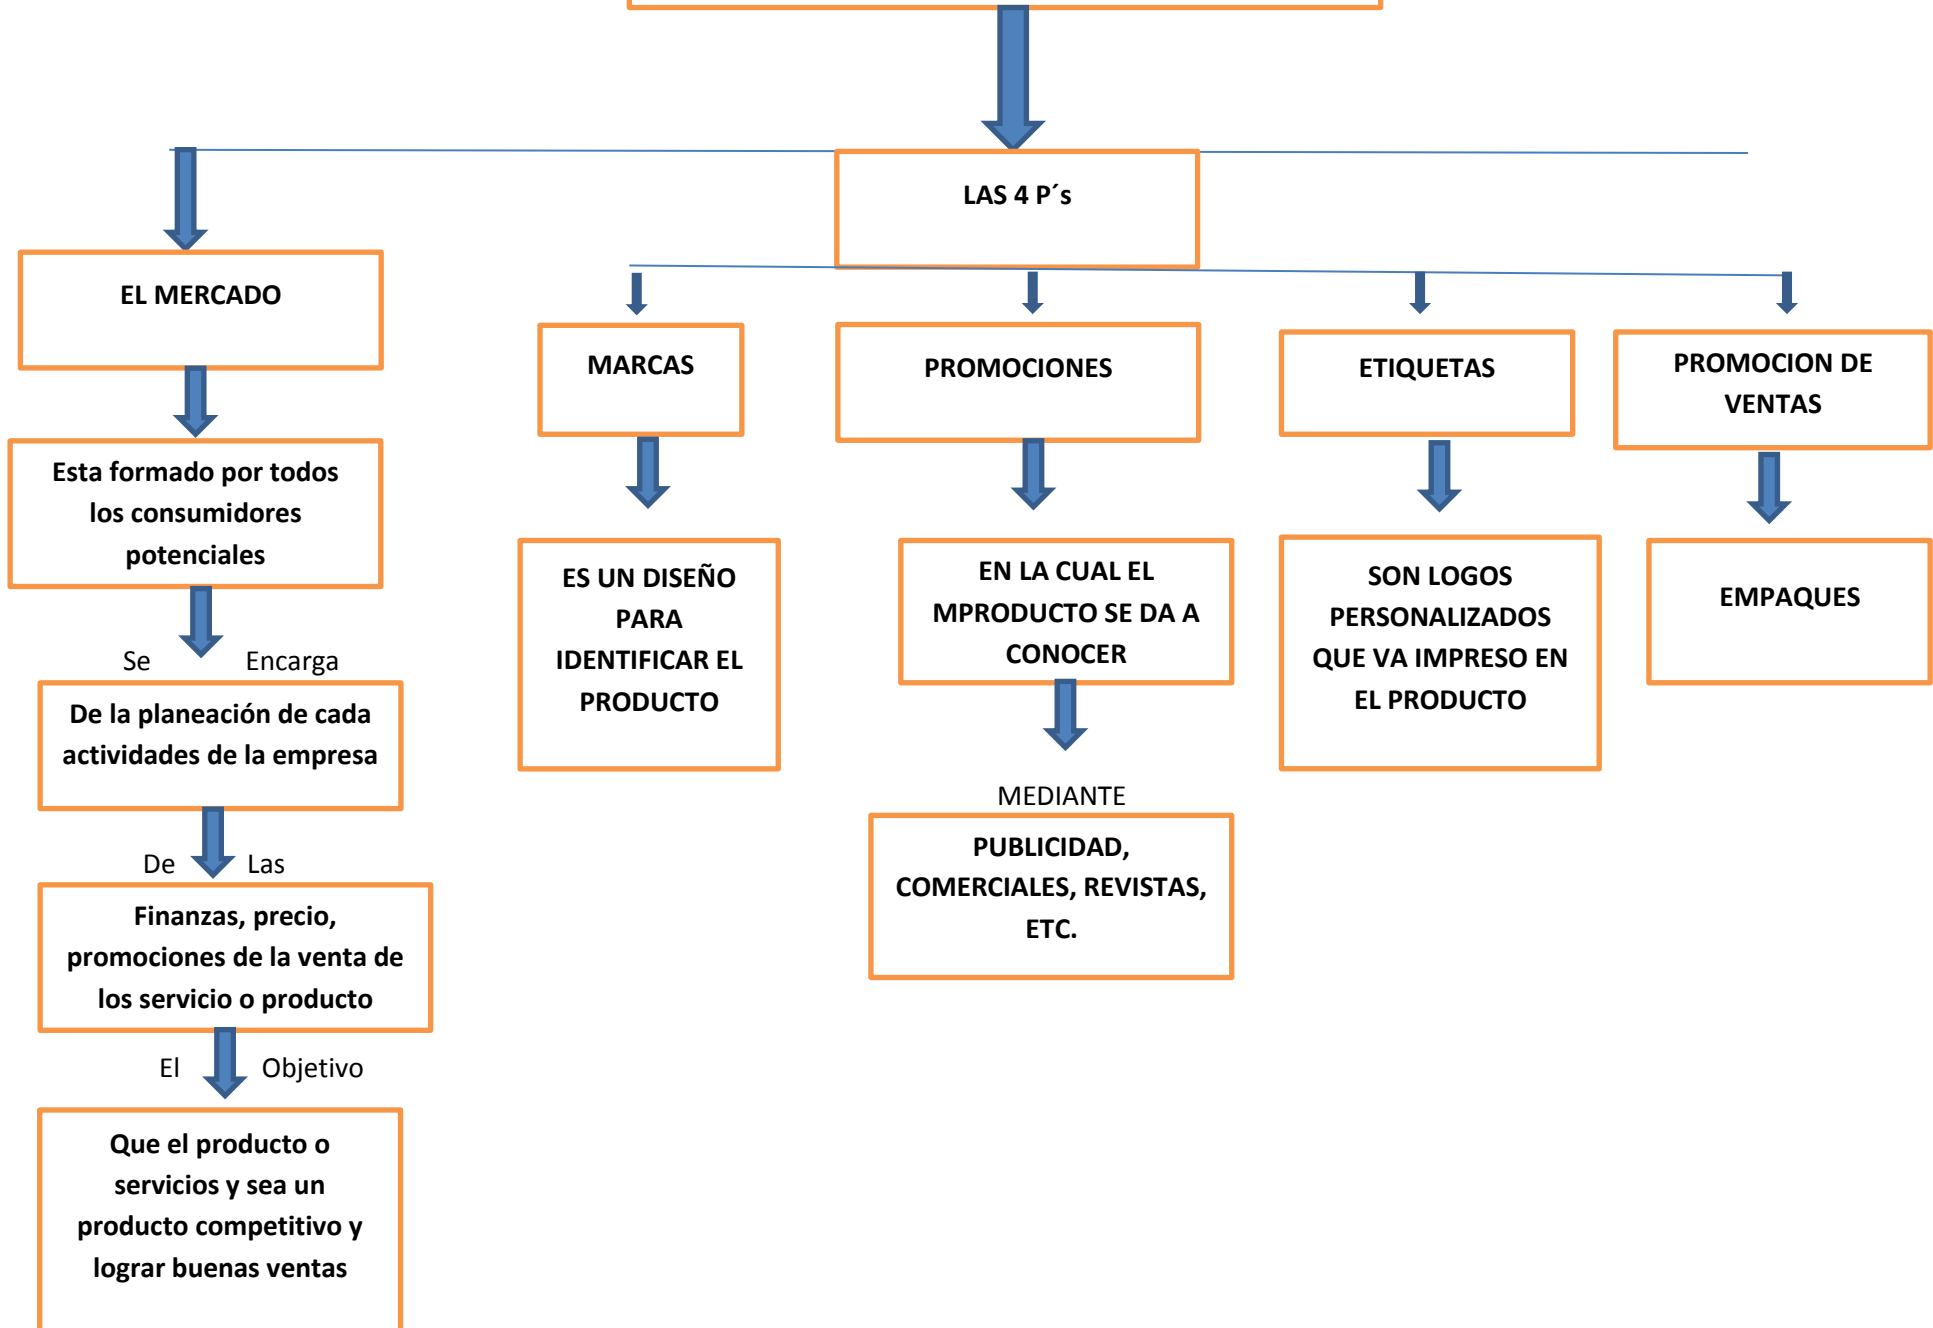 LAS 4 P´s
EL MERCADO
Esta formado por todos
los consumidores
potenciales
Se Encarga
De la planeación de cada
actividades de la empresa
De Las
Finanzas, precio,
promociones de la venta de
los servicio o producto
El Objetivo
Que el producto o
servicios y sea un
producto competitivo y
lograr buenas ventas
MARCAS
ES UN DISEÑO
PARA
IDENTIFICAR EL
PRODUCTO
PROMOCIONES
EN LA CUAL EL
MPRODUCTO SE DA A
CONOCER
MEDIANTE
PUBLICIDAD,
COMERCIALES, REVISTAS,
ETC.
ETIQUETAS
SON LOGOS
PERSONALIZADOS
QUE VA IMPRESO EN
EL PRODUCTO
PROMOCION DE
VENTAS
EMPAQUES